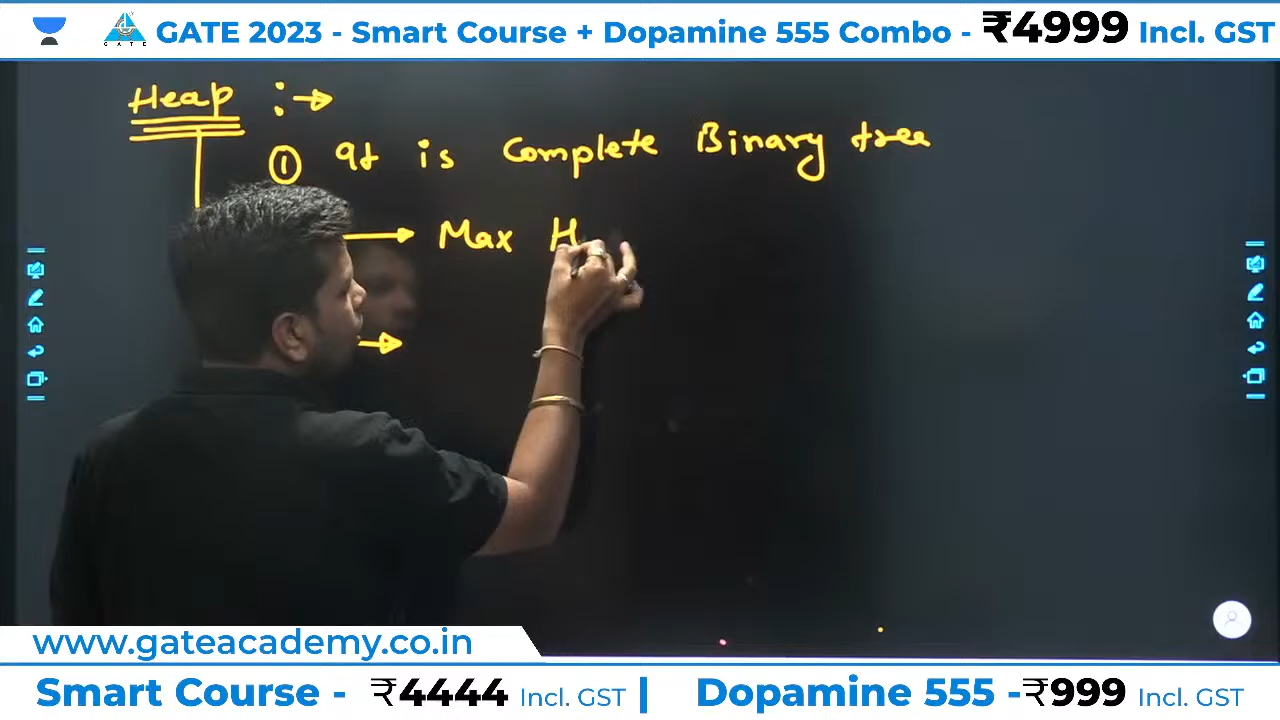 GATE
GATE 2023 - Smart Course + Dopamine 555 Combo - ₹4999 Incl. GST
Heap :→
① It is Complete Binary tree
→ Max H
→
www.gateacademy.co.in
Smart Course - ₹4444 Incl. GST | Dopamine 555 -₹999 Incl. GST